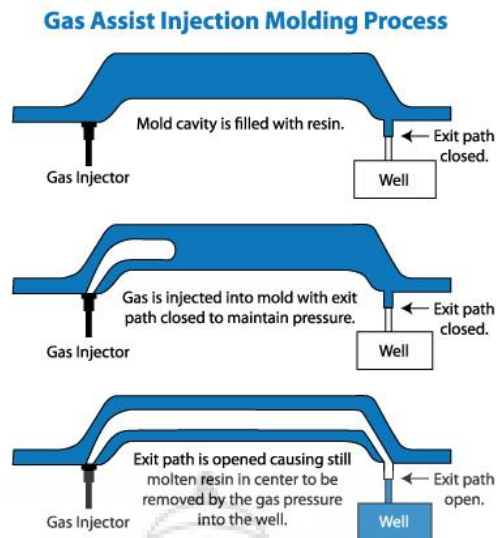 Gas Assist Injection Molding Process
Mold cavity is filled with resin.
Exit path
closed.
Gas Injector
Well
Gas is injected into mold with exit
path closed to maintain pressure.
Exit path
closed.
Gas Injector
Well
Exit path is opened causing still
molten resin in center to be
removed by the gas pressure
into the well.
Exit path
open.
Gas Injector
Well